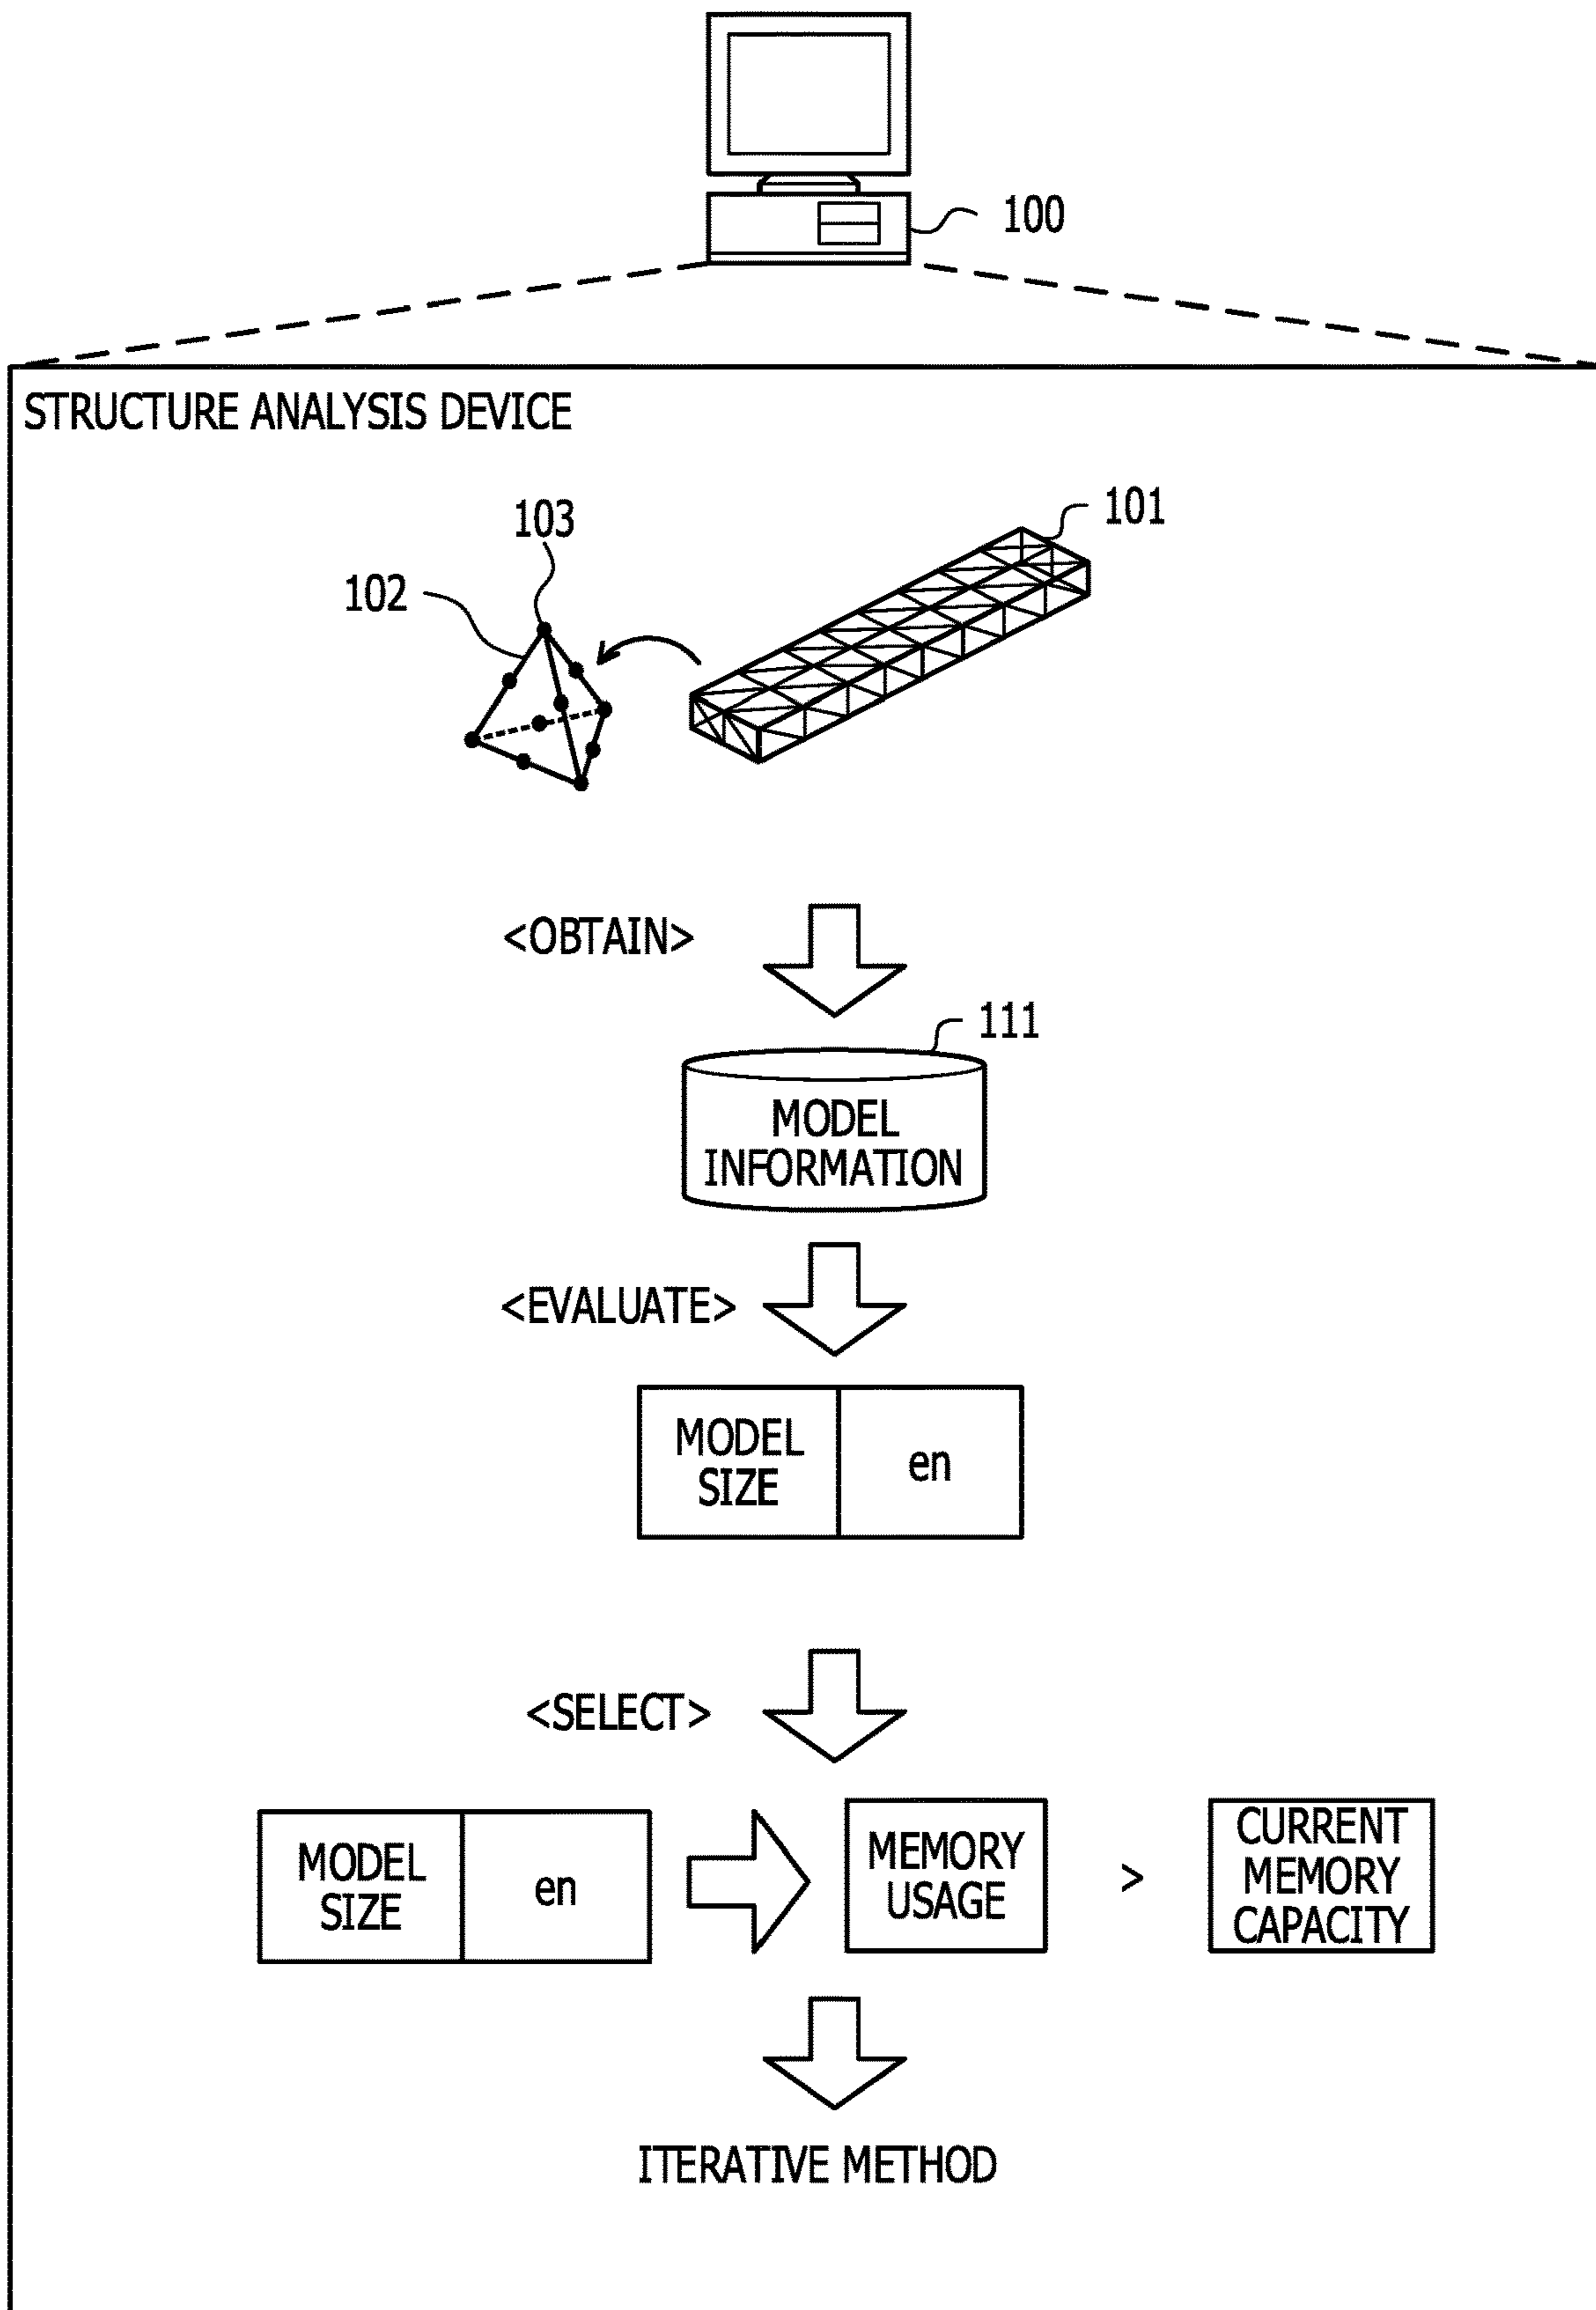 100
STRUCTURE ANALYSIS DEVICE
101
103
102
<OBTAIN>
111
MODEL
INFORMATION
<EVALUATE>
MODEL
SIZE
en
<SELECT>
MODEL
SIZE
en
MEMORY
USAGE
>
CURRENT
MEMORY
CAPACITY
ITERATIVE METHOD